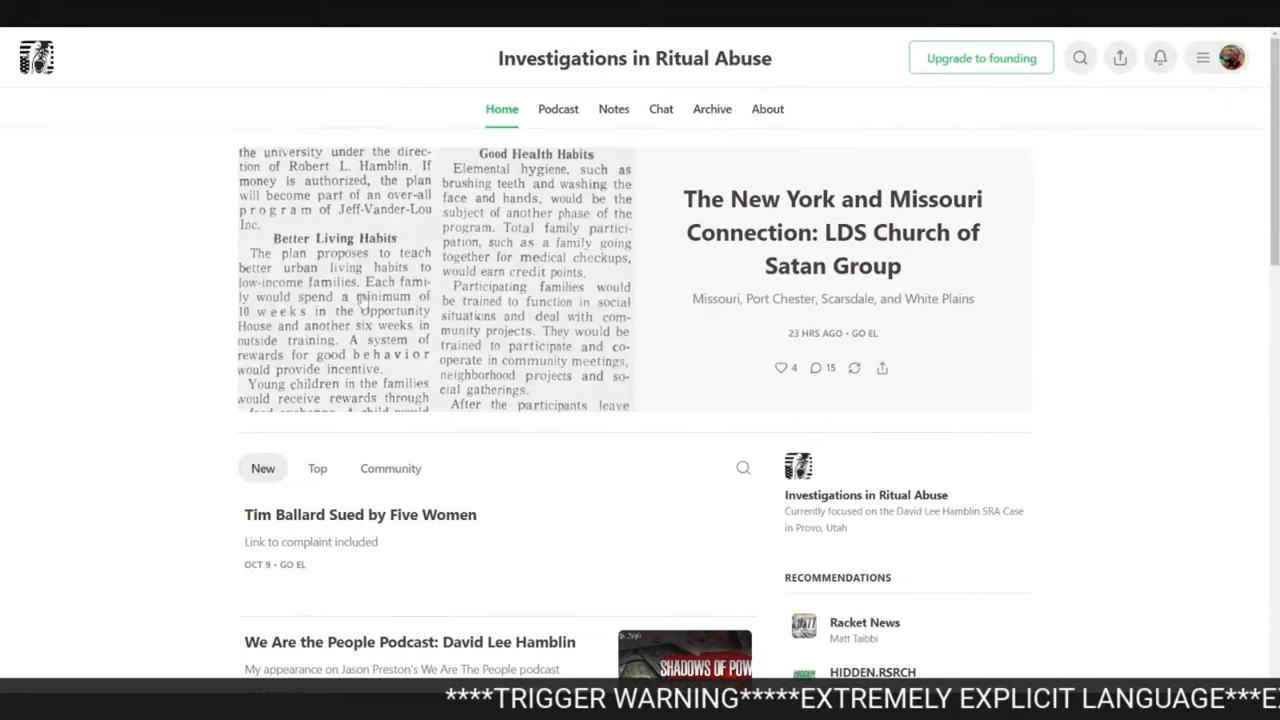 Investigations in Ritual Abuse
Upgrade to founding
Home Podcast Notes Chat Archive About
the university under the direc-
tion of Robert L. Hamblin. If
money is authorized, the plan
will become part of an over-all
program of Jeff-Vander-Lou
Inc.
Better Living Habits
The plan proposes to teach
better urban living habits to
low-income families. Each fami-
ly would spend a minimum of
10 weeks in the Opportunity
House and another six weeks in
outside training. A system of
rewards for good behavior
would provide incentive.
Young children in the families
would receive rewards through
Good Health Habits
Elemental hygiene, such as
brushing teeth and washing the
face and hands, would be the
subject of another phase of the
program. Total family partici-
pation, such as a family going
together for medical checkups,
would earn credit points.
Participating families would
be trained to function in social
situations and deal with com-
munity projects. They would be
trained to participate and co-
operate in community meetings,
neighborhood projects and so-
cial gatherings.
After the participants leave
The New York and Missouri
Connection: LDS Church of
Satan Group
Missouri, Port Chester, Scarsdale, and White Plains
23 HRS AGO • GO EL
4 15
New Top Community
Tim Ballard Sued by Five Women
Link to complaint included
OCT 9 • GO EL
We Are the People Podcast: David Lee Hamblin
My appearance on Jason Preston's We Are The People podcast
SHADOWS OF POW
Investigations in Ritual Abuse
Currently focused on the David Lee Hamblin SRA Case
in Provo, Utah
RECOMMENDATIONS
Racket News
Matt Taibbi
HIDDEN.RSRCH
****TRIGGER WARNING*****EXTREMELY EXPLICIT LANGUAGE***E